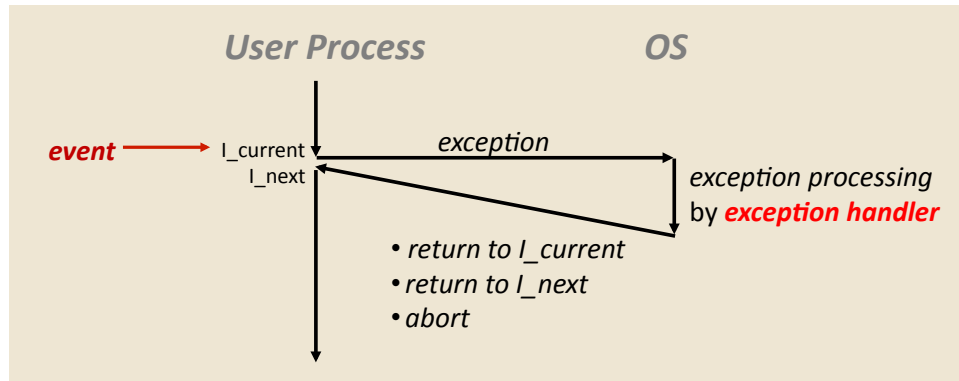 User Process OS
event I_current exception
I_next exception processing
by exception handler
• return to I_current
• return to I_next
• abort